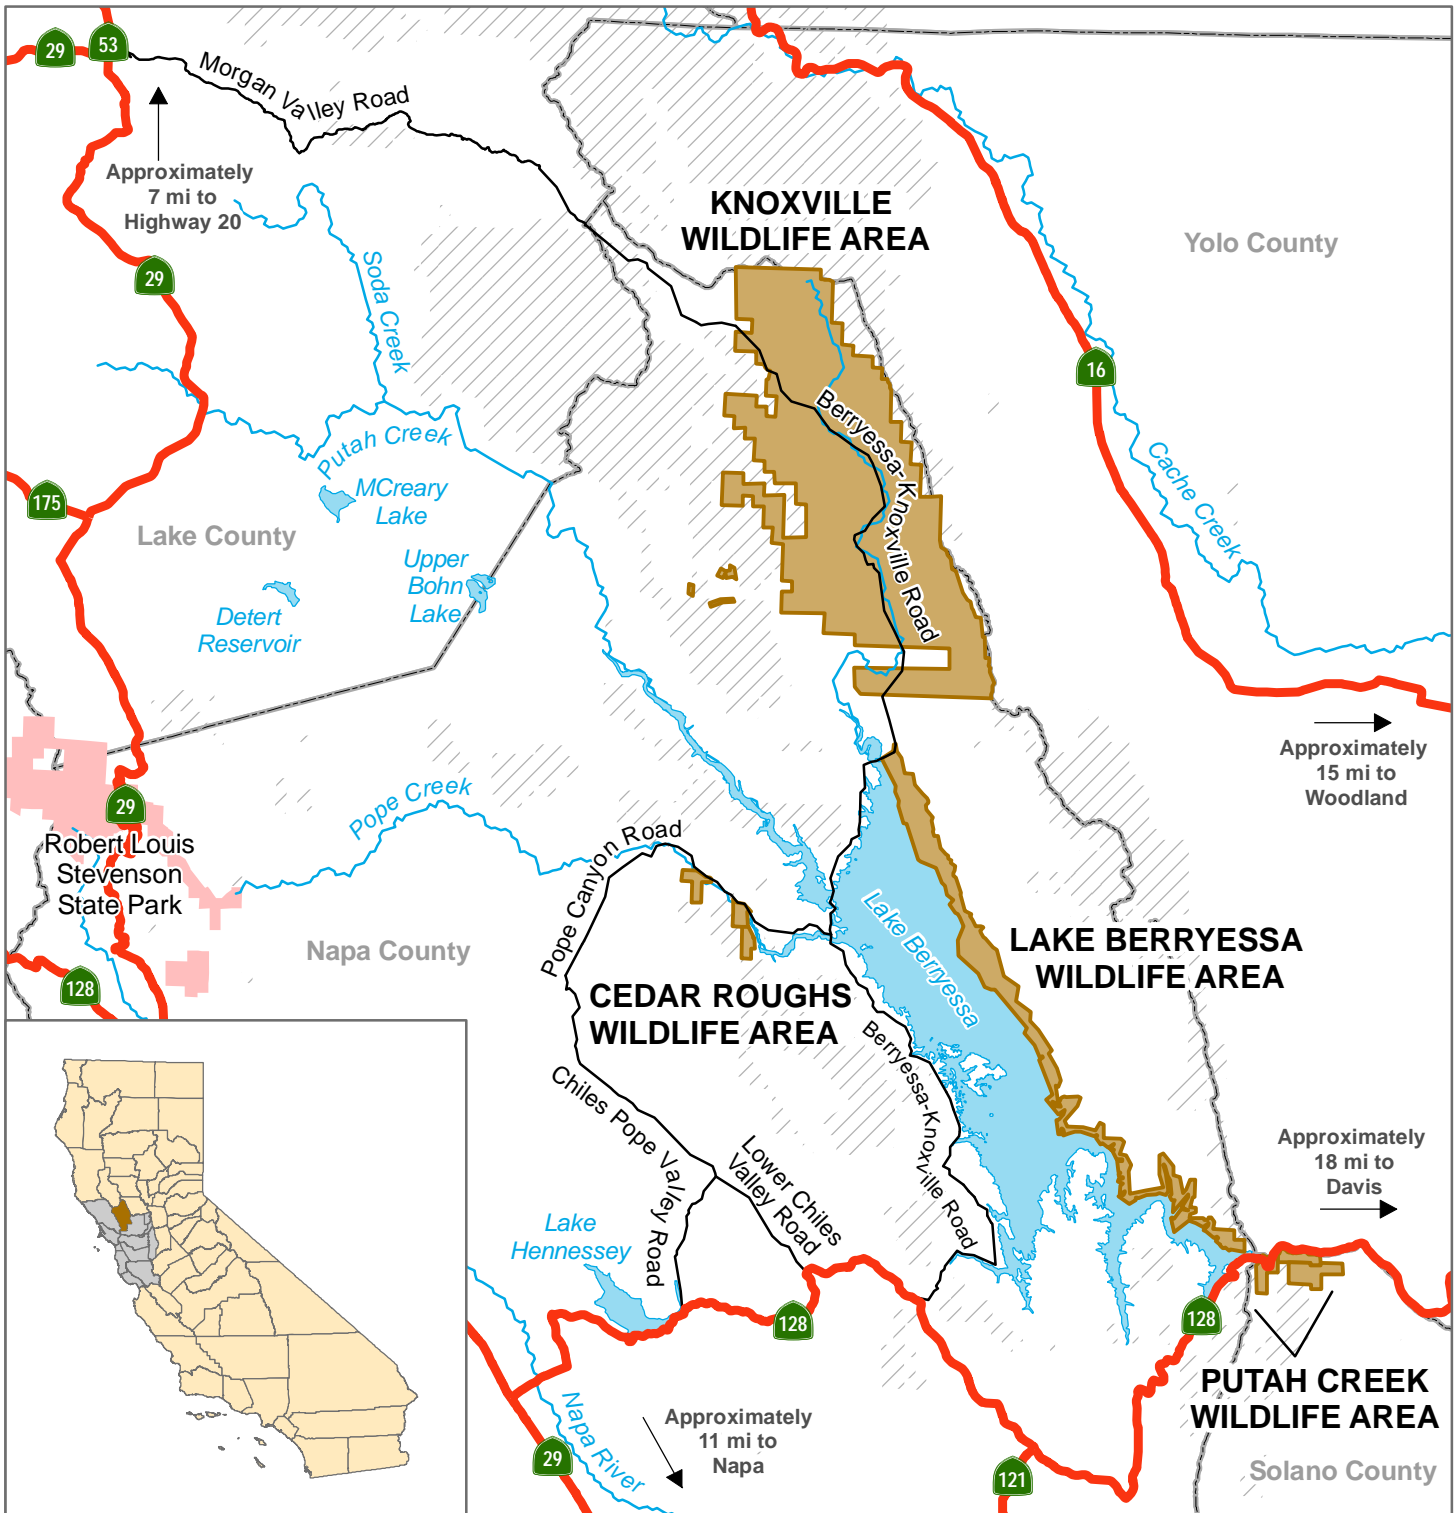 29
53
Morgan Valley Road
Approximately
7 mi to
Highway 20
KNOXVILLE
WILDLIFE AREA
Yolo County
29
Soda Creek
16
Berryessa-Knoxville Road
Putah Creek
MCreary
Lake
175
Lake County
Cache Creek
Upper
Bohn
Lake
Detert
Reservoir
Approximately
15 mi to
Woodland
29
Pope Creek
Robert Louis
Stevenson
State Park
Pope Canyon Road
Lake Berryessa
Napa County
LAKE BERRYESSA
WILDLIFE AREA
128
CEDAR ROUGHS
WILDLIFE AREA
Berryessa-Knoxville Road
Chiles Pope Valley Road
Lower Chiles
Valley Road
Approximately
18 mi to
Davis
Lake
Hennessey
128
128
PUTAH CREEK
WILDLIFE AREA
Napa River
Approximately
11 mi to
Napa
29
121
Solano County